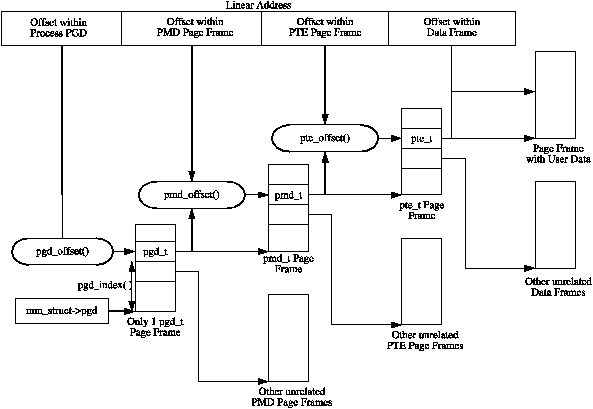 Linear Address
Offset within
Process PGD
Offset within
PMD Page Frame
Offset within
PTE Page Frame
Offset within
Data Frame
pte_offset()
pte_t
Page Frame
with User Data
pmd_offset()
pmd_t
pte_t Page
Frame
pgd_offset()
pgd_t
pmd_t Page
Frame
pgd_index( )
Other unrelated
Data Frames
mm_struct->pgd
Only 1 pgd_t
Page Frame
Other unrelated
PTE Page Frames
Other unrelated
PMD Page Frames